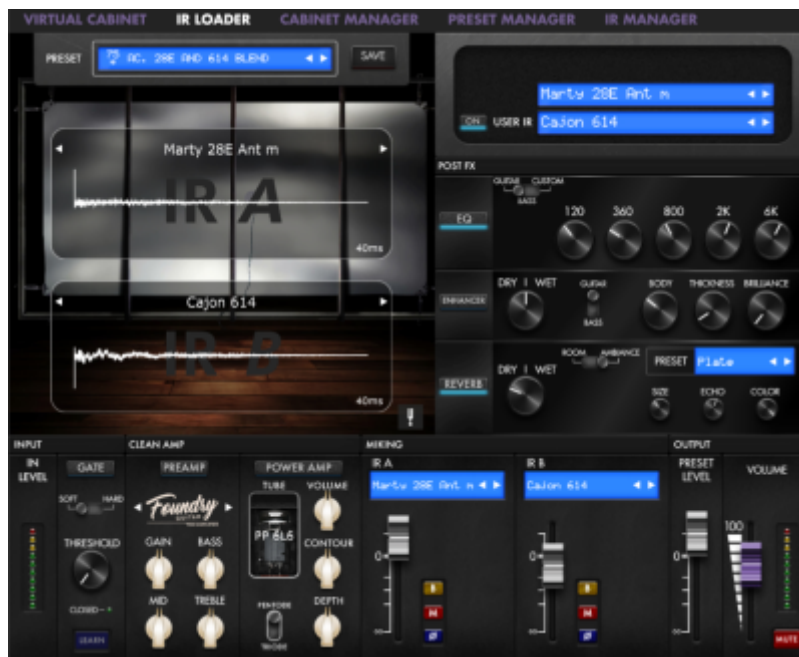 VIRTUAL CABINET IR LOADER CABINET MANAGER PRESET MANAGER IR MANAGER
PRESET AC. 28E AND 614 BLEND SAVE
Marty 28E Ant m
ON USER IR Cajon 614
Marty 28E Ant m
IR A
40ms
Cajon 614
IR B
40ms
POST FX
GUITAR CUSTOM
BASS
EQ 120 360 800 2K 6K
ENHANCER DRY WET GUITAR BODY THICKNESS BRILLIANCE
BASS
REVERB DRY WET ROOM AMBIANCE PRESET Plate
SIZE ECHO COLOR
INPUT CLEAN AMP MIKING OUTPUT
IN LEVEL GATE PREAMP POWER AMP IR A IR B PRESET LEVEL VOLUME
TUBE VOLUME Marty 28E Ant m Cajon 614
SOFT HARD Foundry
PP 6L6
100
THRESHOLD GAIN BASS CONTOUR 0 0 0
CLOSED MID TREBLE PENTODE DEPTH
LEARN TRIODE MUTE